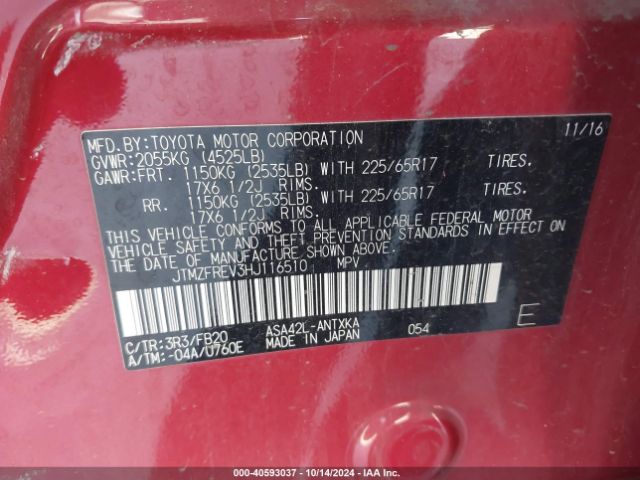 MFD.BY:TOYOTA MOTOR CORPORATION 11/16
GVWR:2055KG (4525LB)
GAWR:FRT. 1150KG (2535LB) WITH 225/65R17 TIRES.
17X6 1/2J RIMS.
RR. 1150KG (2535LB) WITH 225/65R17 TIRES.
17X6 1/2J RIMS.
THIS VEHICLE CONFORMS TO ALL APPLICABLE FEDERAL MOTOR
VEHICLE SAFETY AND THEFT PREVENTION STANDARDS IN EFFECT
ON THE DATE OF MANUFACTURE SHOWN ABOVE.
JTMZFREV3HJ116510 MPV
C/TR:3R3/FB20 ASA42L-ANTXKA 054 E
A/TM:-04A/U760E MADE IN JAPAN
000-40593037 - 10/14/2024 - IAA Inc.